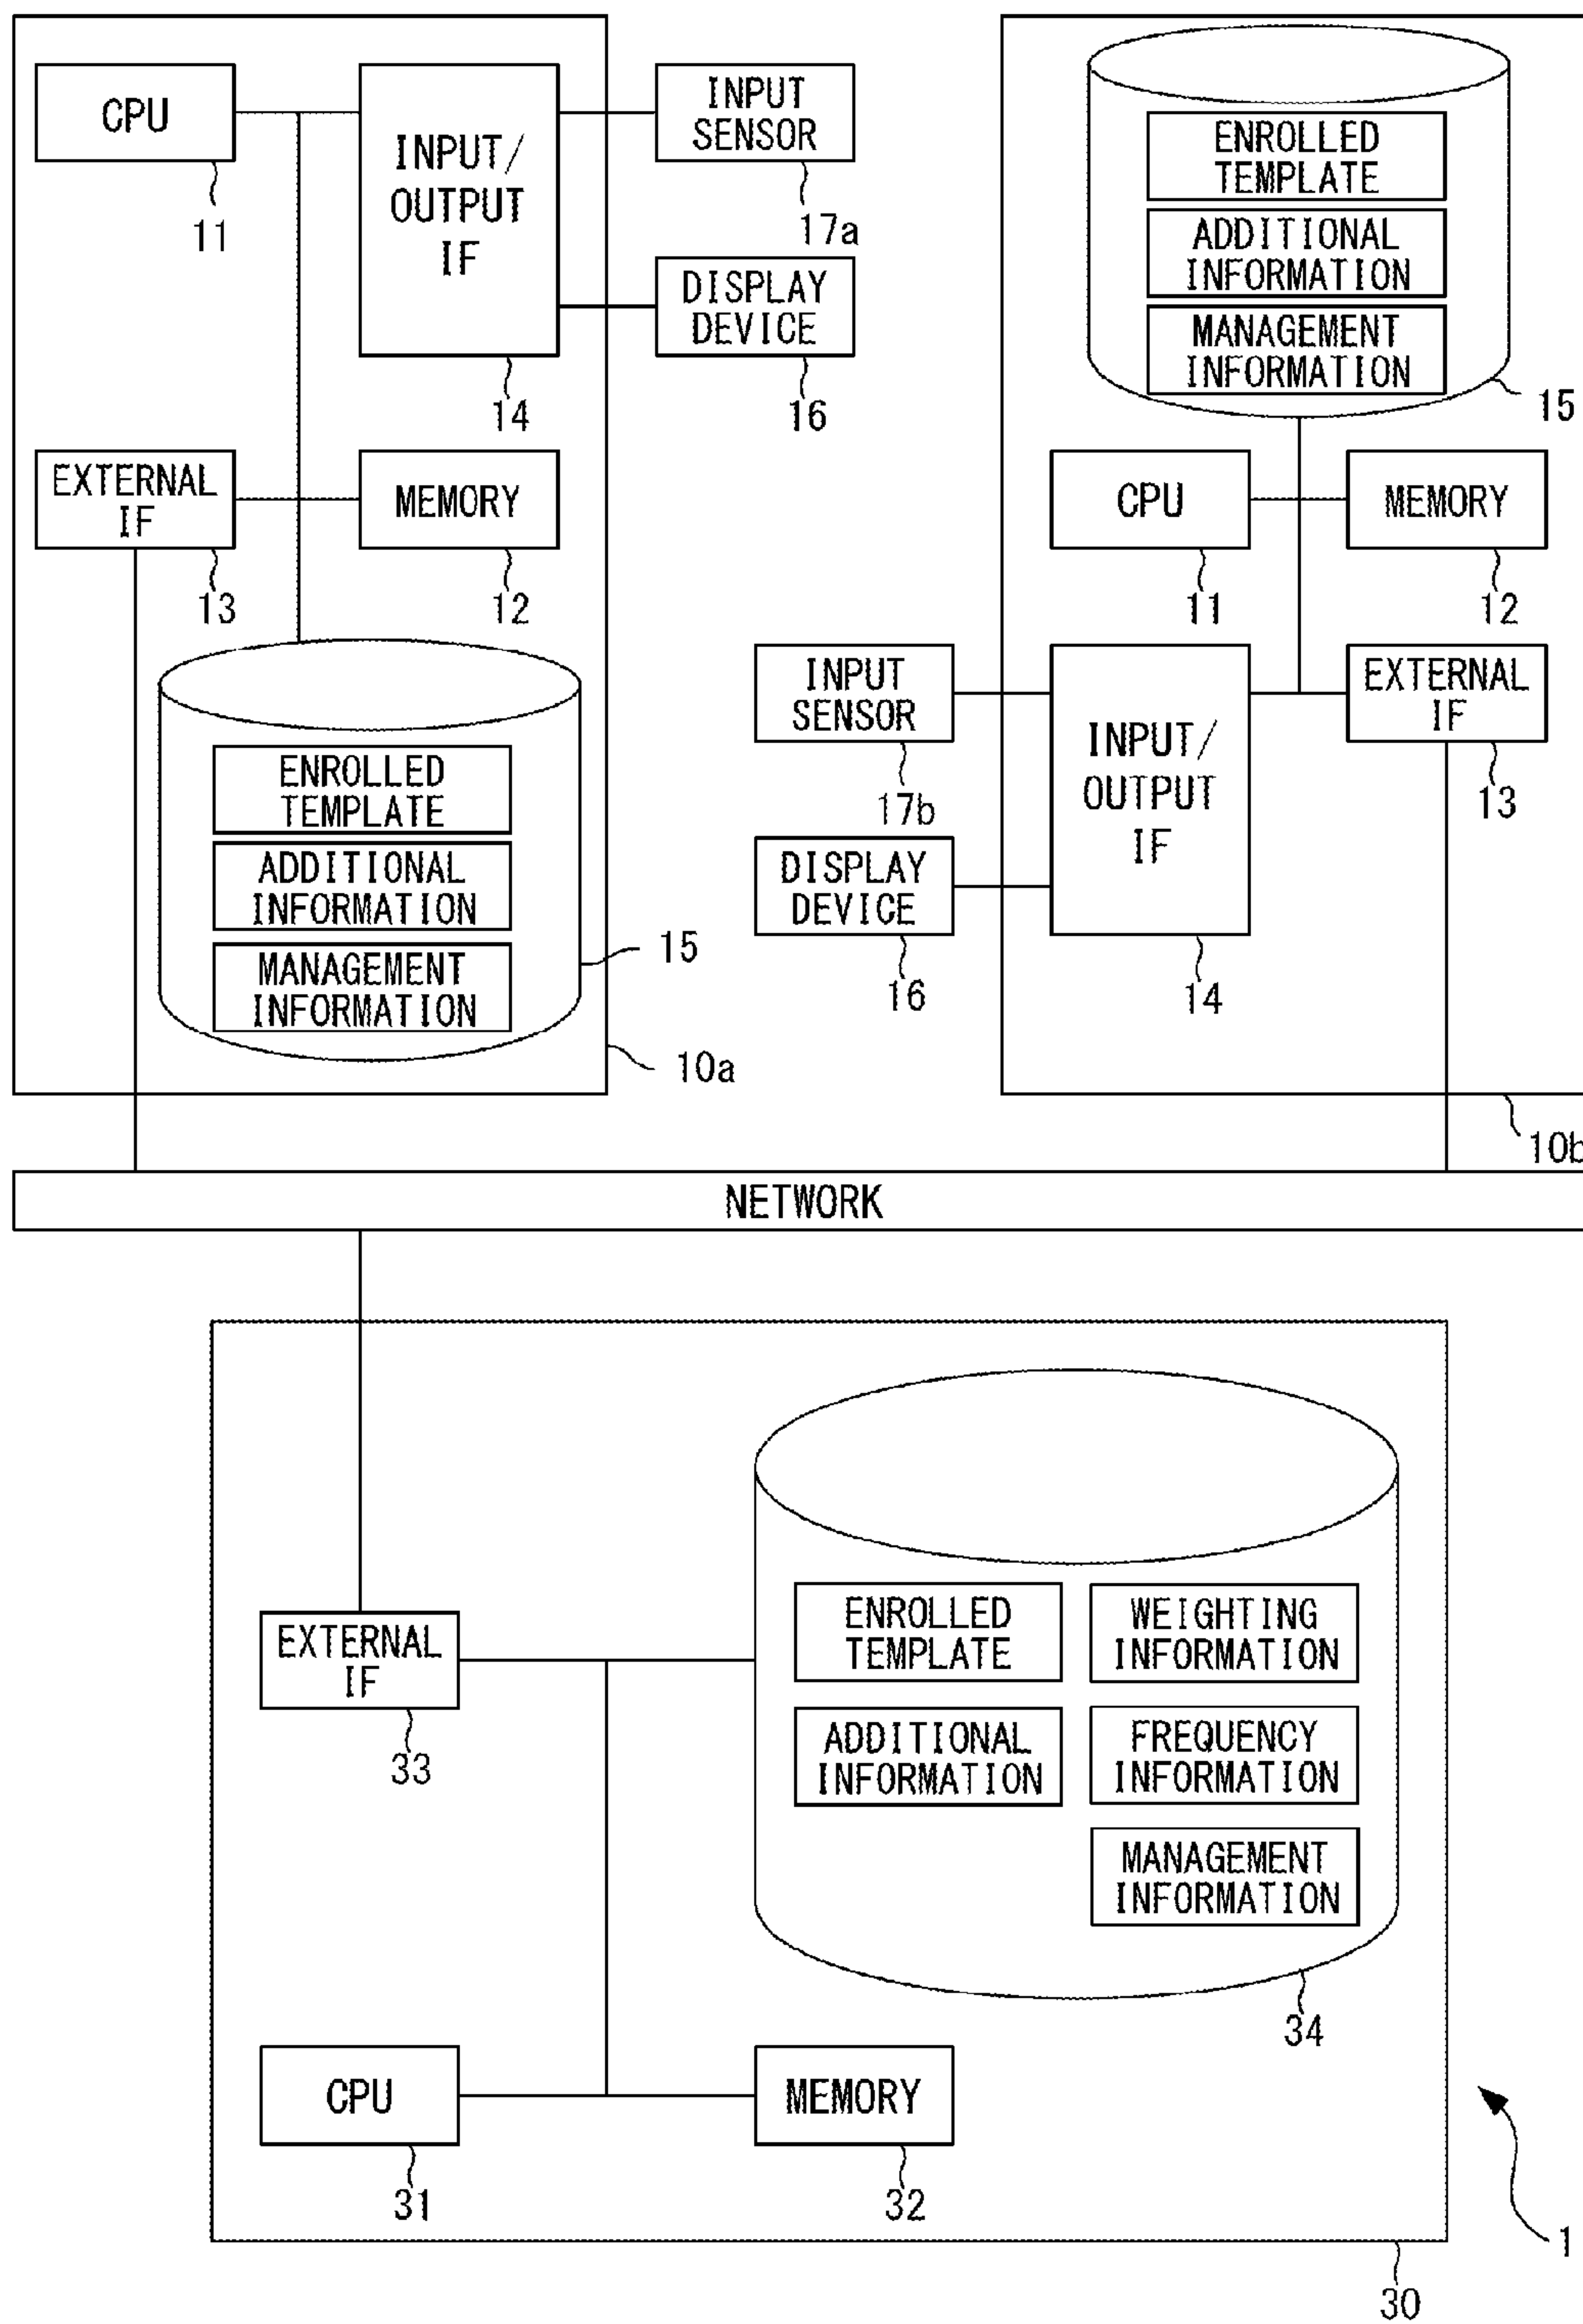 CPU
11
INPUT/
OUTPUT
IF
14
INPUT
SENSOR
17a
DISPLAY
DEVICE
16
EXTERNAL
IF
13
MEMORY
12
ENROLLED
TEMPLATE
ADDITIONAL
INFORMATION
MANAGEMENT
INFORMATION
15
10a
ENROLLED
TEMPLATE
ADDITIONAL
INFORMATION
MANAGEMENT
INFORMATION
15
CPU
11
MEMORY
12
INPUT
SENSOR
17b
DISPLAY
DEVICE
16
INPUT/
OUTPUT
IF
14
EXTERNAL
IF
13
10b
NETWORK
EXTERNAL
IF
33
ENROLLED
TEMPLATE
WEIGHTING
INFORMATION
ADDITIONAL
INFORMATION
FREQUENCY
INFORMATION
MANAGEMENT
INFORMATION
34
CPU
31
MEMORY
32
1
30